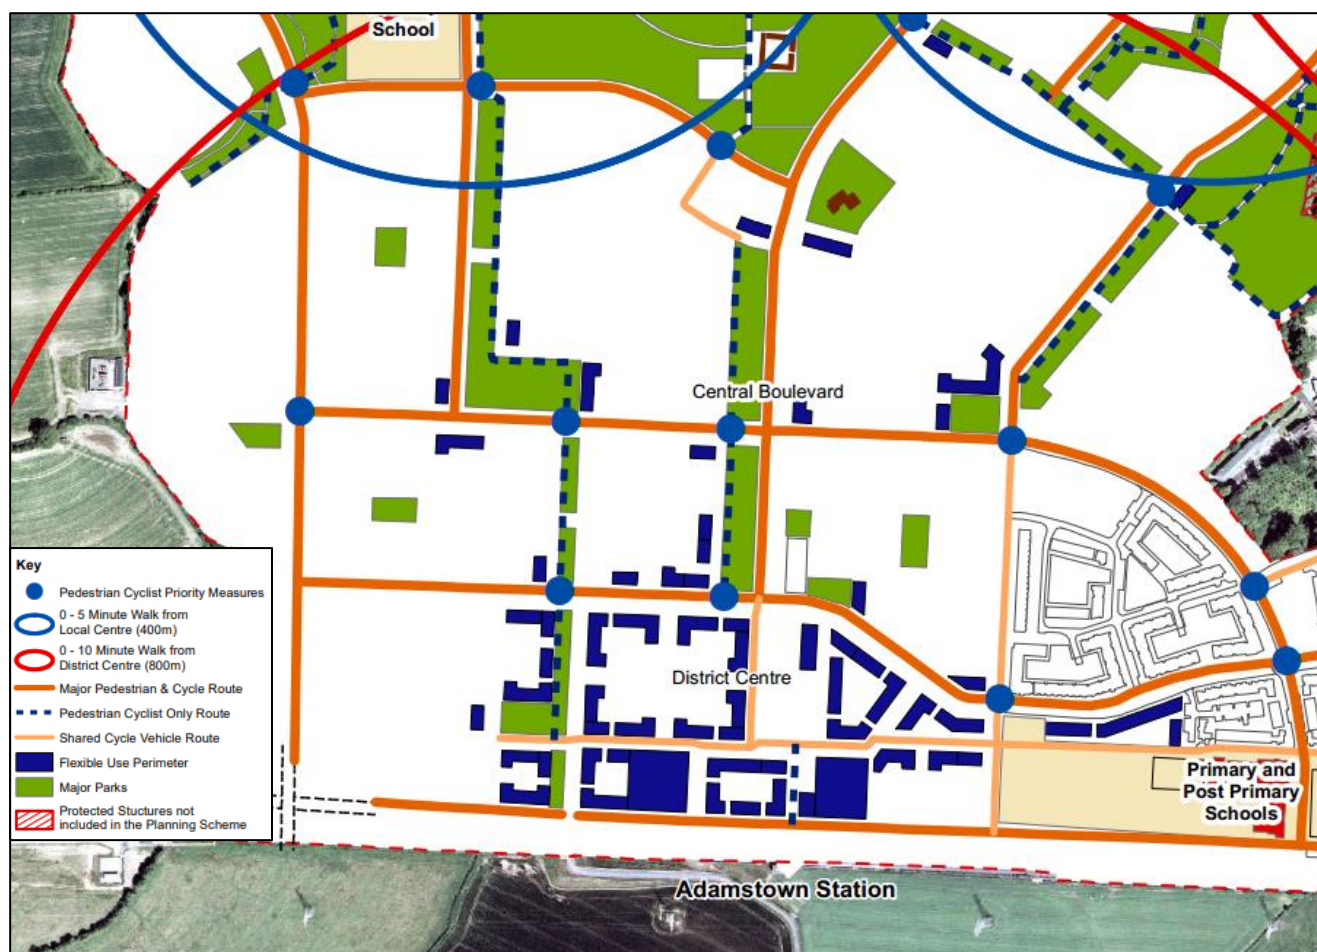 School
Central Boulevard
District Centre
Primary and
Post Primary
Schools
Adamstown Station
Key
Pedestrian Cyclist Priority Measures
0 - 5 Minute Walk from
Local Centre (400m)
0 - 10 Minute Walk from
District Centre (800m)
Major Pedestrian & Cycle Route
Pedestrian Cyclist Only Route
Shared Cycle Vehicle Route
Flexible Use Perimeter
Major Parks
Protected Stuctures not
included in the Planning Scheme